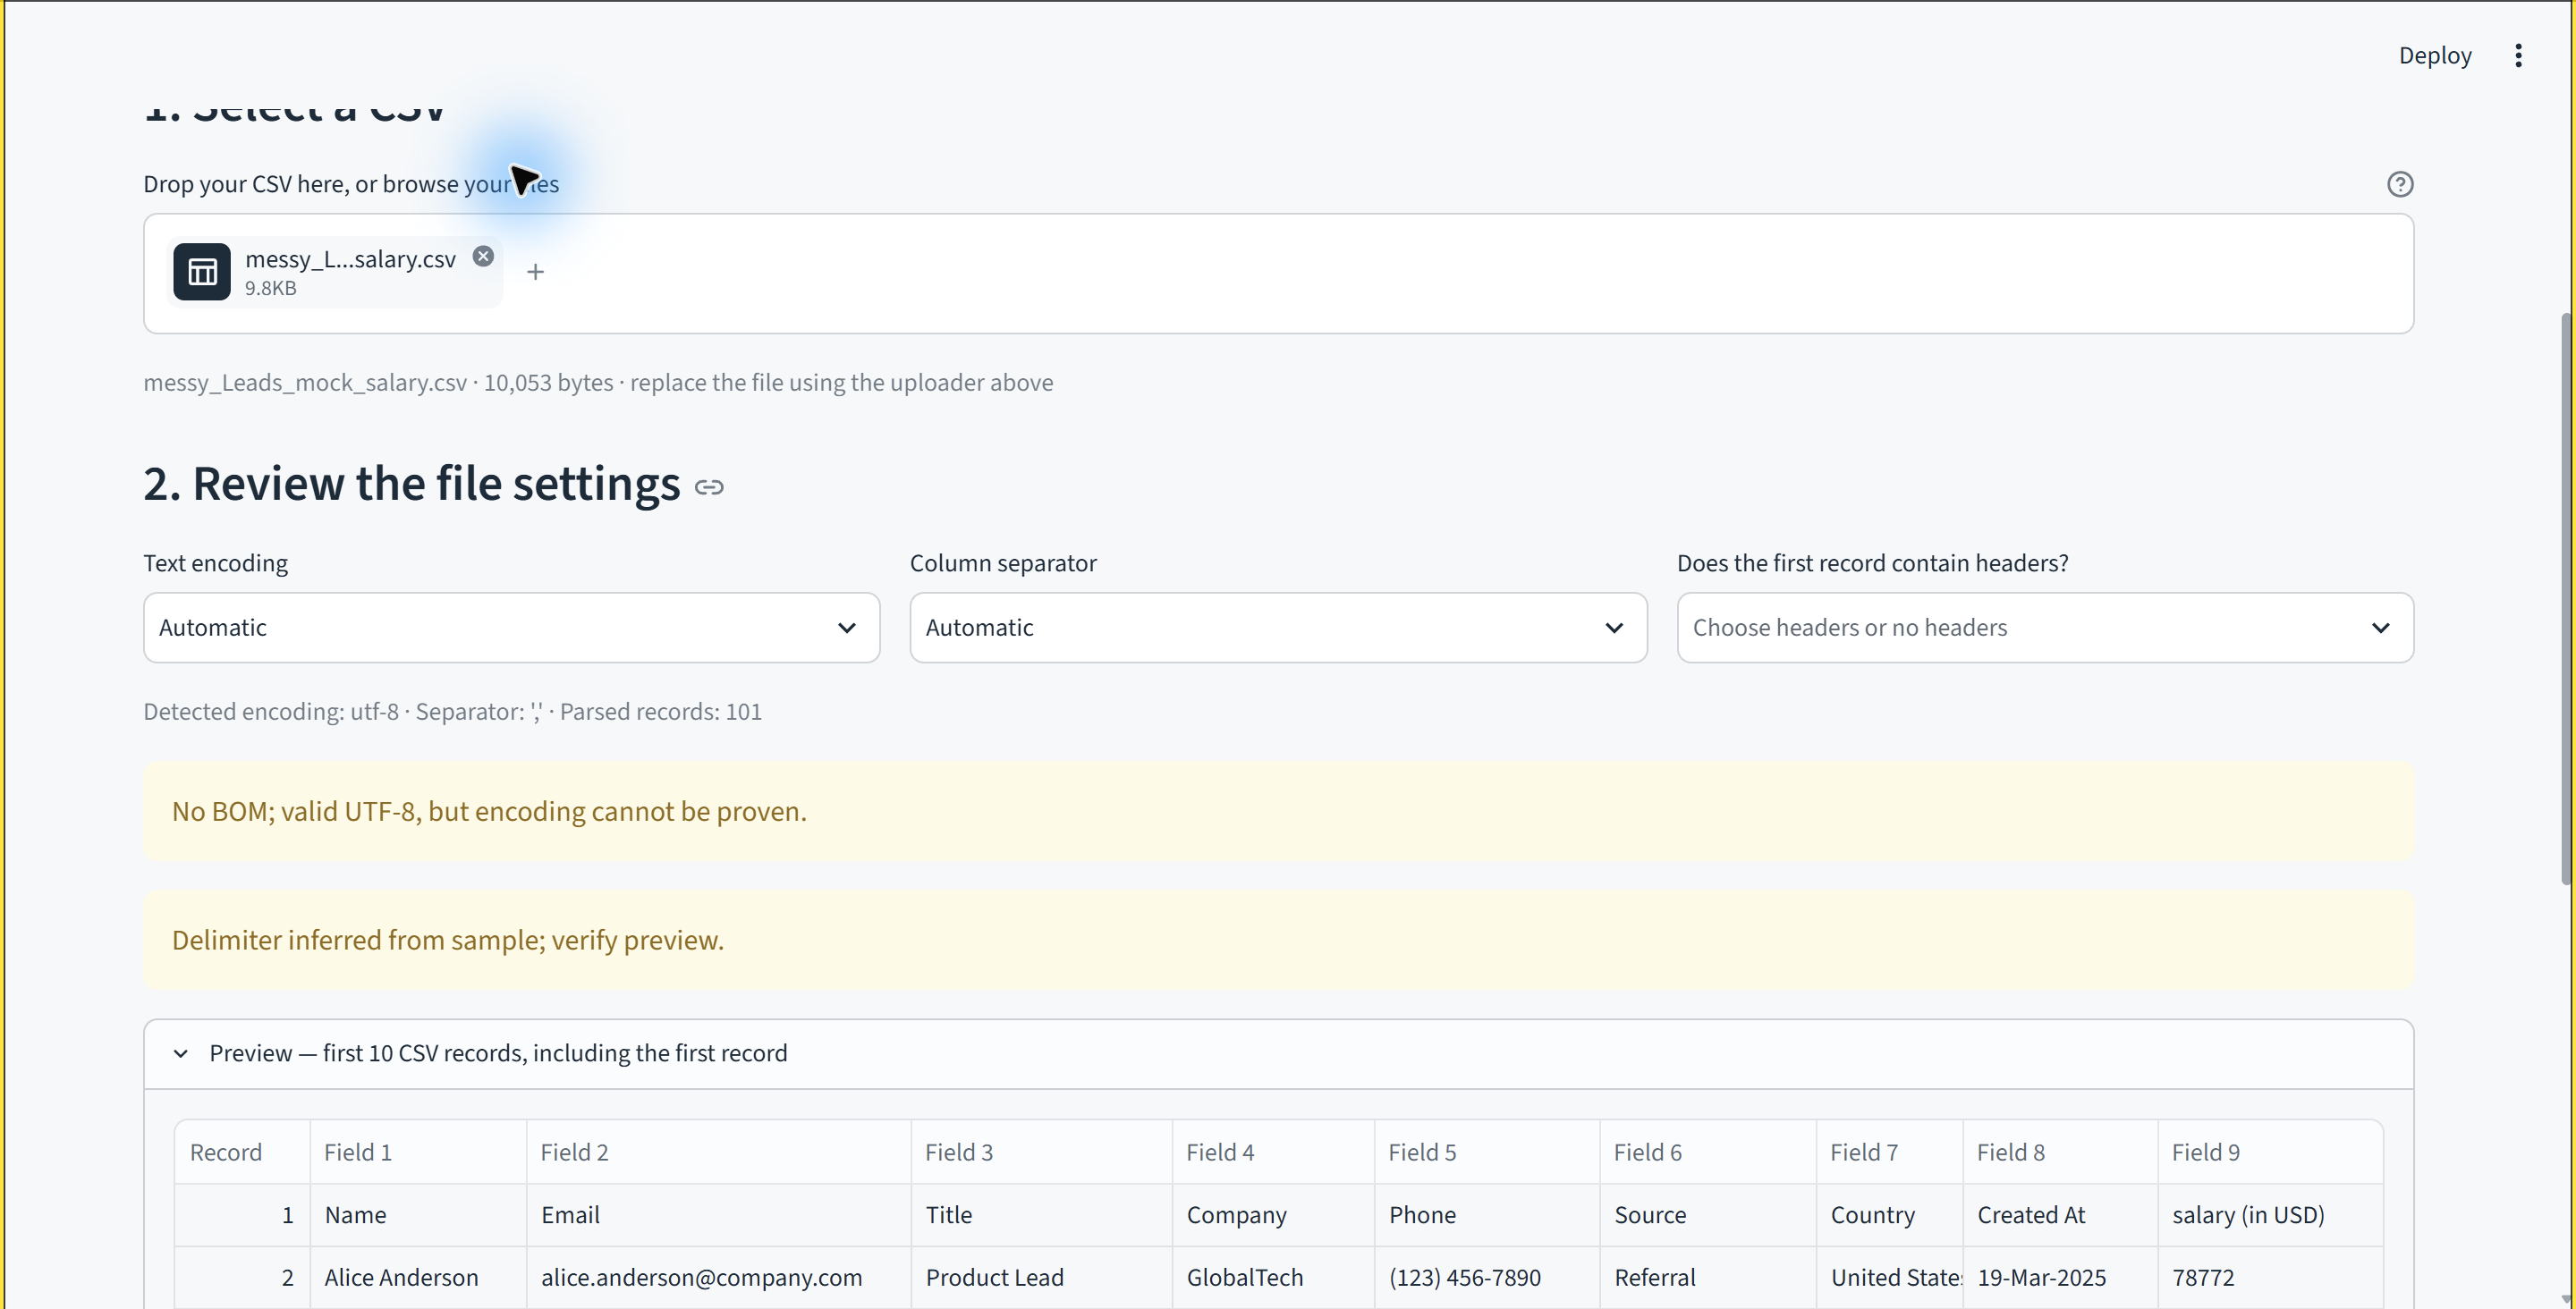 Deploy
1. Select a CSV
Drop your CSV here, or browse your files
messy_L...salary.csv
9.8KB
messy_Leads_mock_salary.csv · 10,053 bytes · replace the file using the uploader above
2. Review the file settings
Text encoding Column separator Does the first record contain headers?
Automatic Automatic Choose headers or no headers
Detected encoding: utf-8 · Separator: ',' · Parsed records: 101
No BOM; valid UTF-8, but encoding cannot be proven.
Delimiter inferred from sample; verify preview.
Preview — first 10 CSV records, including the first record
Record Field 1 Field 2 Field 3 Field 4 Field 5 Field 6 Field 7 Field 8 Field 9
1 Name Email Title Company Phone Source Country Created At salary (in USD)
2 Alice Anderson alice.anderson@company.com Product Lead GlobalTech (123) 456-7890 Referral United States 19-Mar-2025 78772